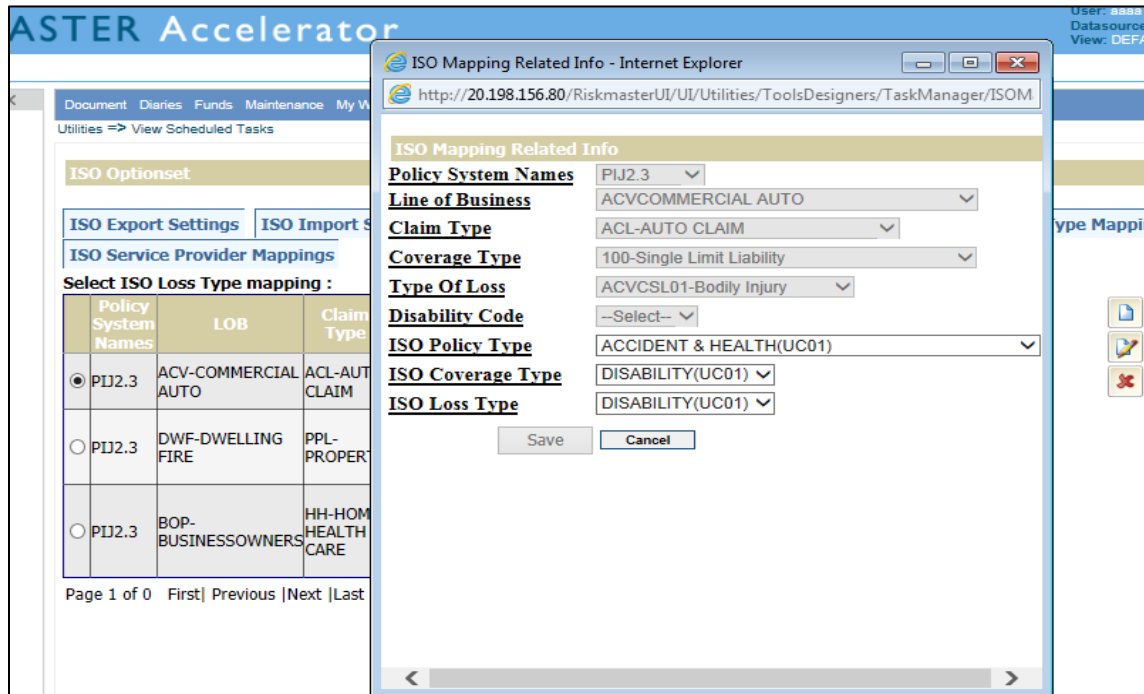 ASTER Accelerator
User: aaaa
Datasource
View: DEFA
Document Diaries Funds Maintenance My W
Utilities => View Scheduled Tasks
ISO Optionset
ISO Export Settings ISO Import S
ype Mappi
ISO Service Provider Mappings
Select ISO Loss Type mapping :
Policy System Names LOB Claim Type
PIJ2.3 ACV-COMMERCIAL AUTO ACL-AUT CLAIM
PIJ2.3 DWF-DWELLING FIRE PPL-PROPERT
PIJ2.3 BOP-BUSINESSOWNERS HH-HOM HEALTH CARE
Page 1 of 0 First| Previous |Next |Last
ISO Mapping Related Info - Internet Explorer
http://20.198.156.80/RiskmasterUI/UI/Utilities/ToolsDesigners/TaskManager/ISOM
ISO Mapping Related Info
Policy System Names PIJ2.3
Line of Business ACVCOMMERCIAL AUTO
Claim Type ACL-AUTO CLAIM
Coverage Type 100-Single Limit Liability
Type Of Loss ACVCSL01-Bodily Injury
Disability Code --Select--
ISO Policy Type ACCIDENT & HEALTH(UC01)
ISO Coverage Type DISABILITY(UC01)
ISO Loss Type DISABILITY(UC01)
Save Cancel